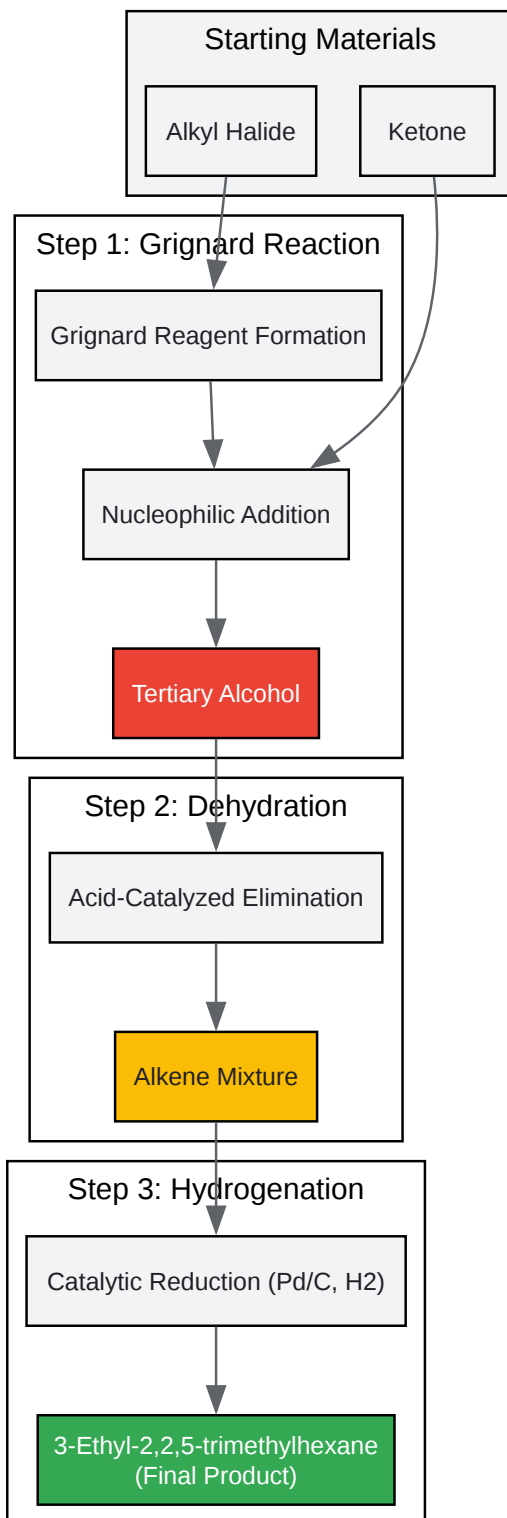 Starting Materials
Alkyl Halide
Ketone
Step 1: Grignard Reaction
Grignard Reagent Formation
Nucleophilic Addition
Tertiary Alcohol
Step 2: Dehydration
Acid-Catalyzed Elimination
Alkene Mixture
Step 3: Hydrogenation
Catalytic Reduction (Pd/C, H2)
3-Ethyl-2,2,5-trimethylhexane
(Final Product)